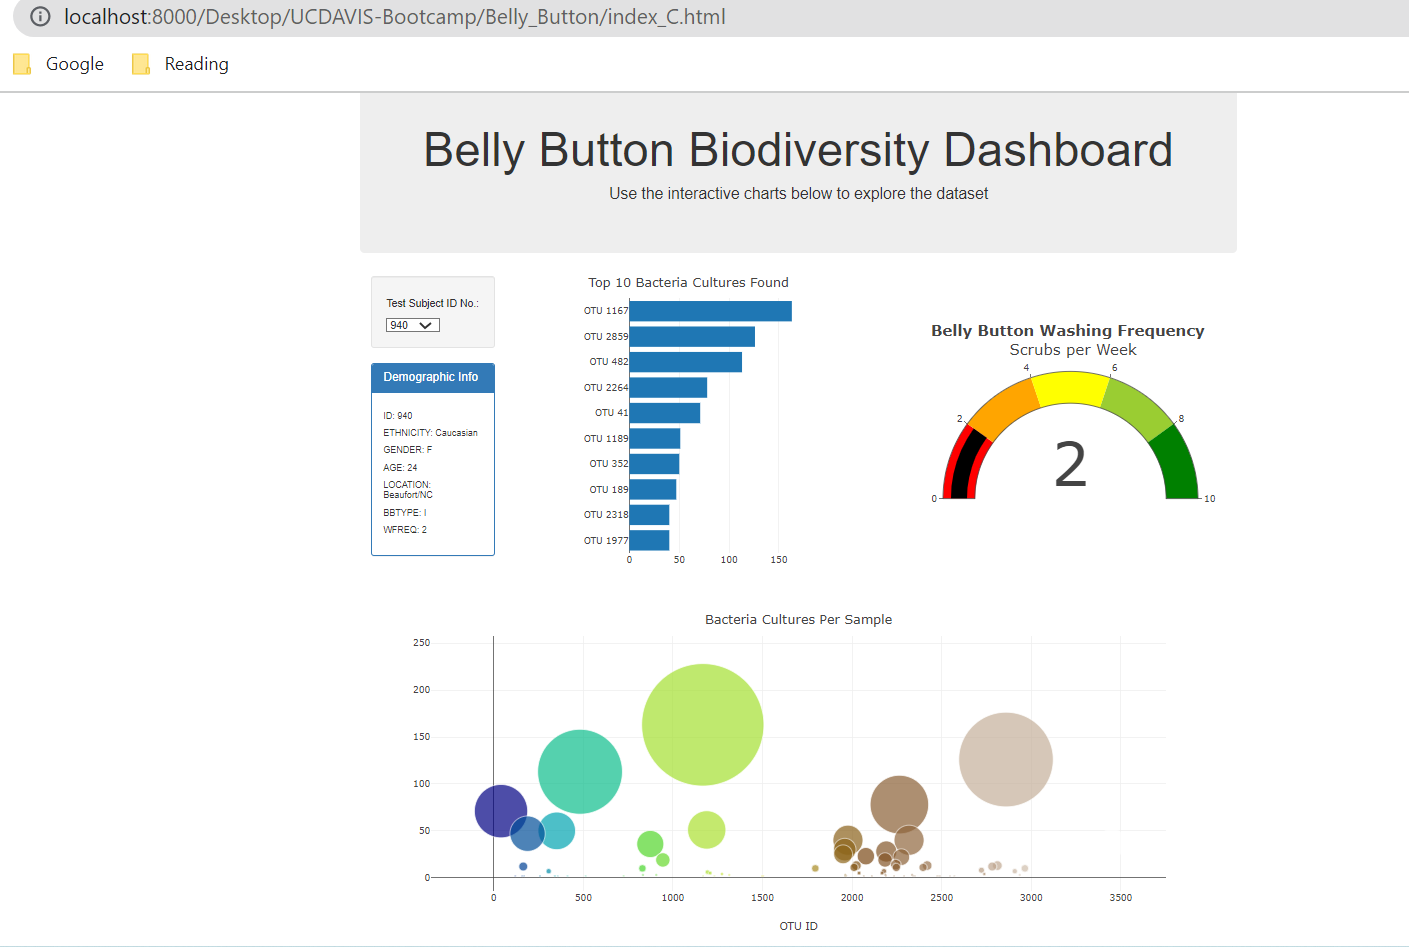 localhost:8000/Desktop/UCDAVIS-Bootcamp/Belly_Button/index_C.html
Google Reading
Belly Button Biodiversity Dashboard
Use the interactive charts below to explore the dataset
Test Subject ID No.:
940
Demographic Info
ID: 940
ETHNICITY: Caucasian
GENDER: F
AGE: 24
LOCATION:
Beaufort/NC
BBTYPE: I
WFREQ: 2
Top 10 Bacteria Cultures Found
OTU 1167
OTU 2859
OTU 482
OTU 2264
OTU 41
OTU 1189
OTU 352
OTU 189
OTU 2318
OTU 1977
0 50 100 150
Belly Button Washing Frequency
Scrubs per Week
4 6
2 8
2
0 10
Bacteria Cultures Per Sample
250
200
150
100
50
0
0 500 1000 1500 2000 2500 3000 3500
OTU ID